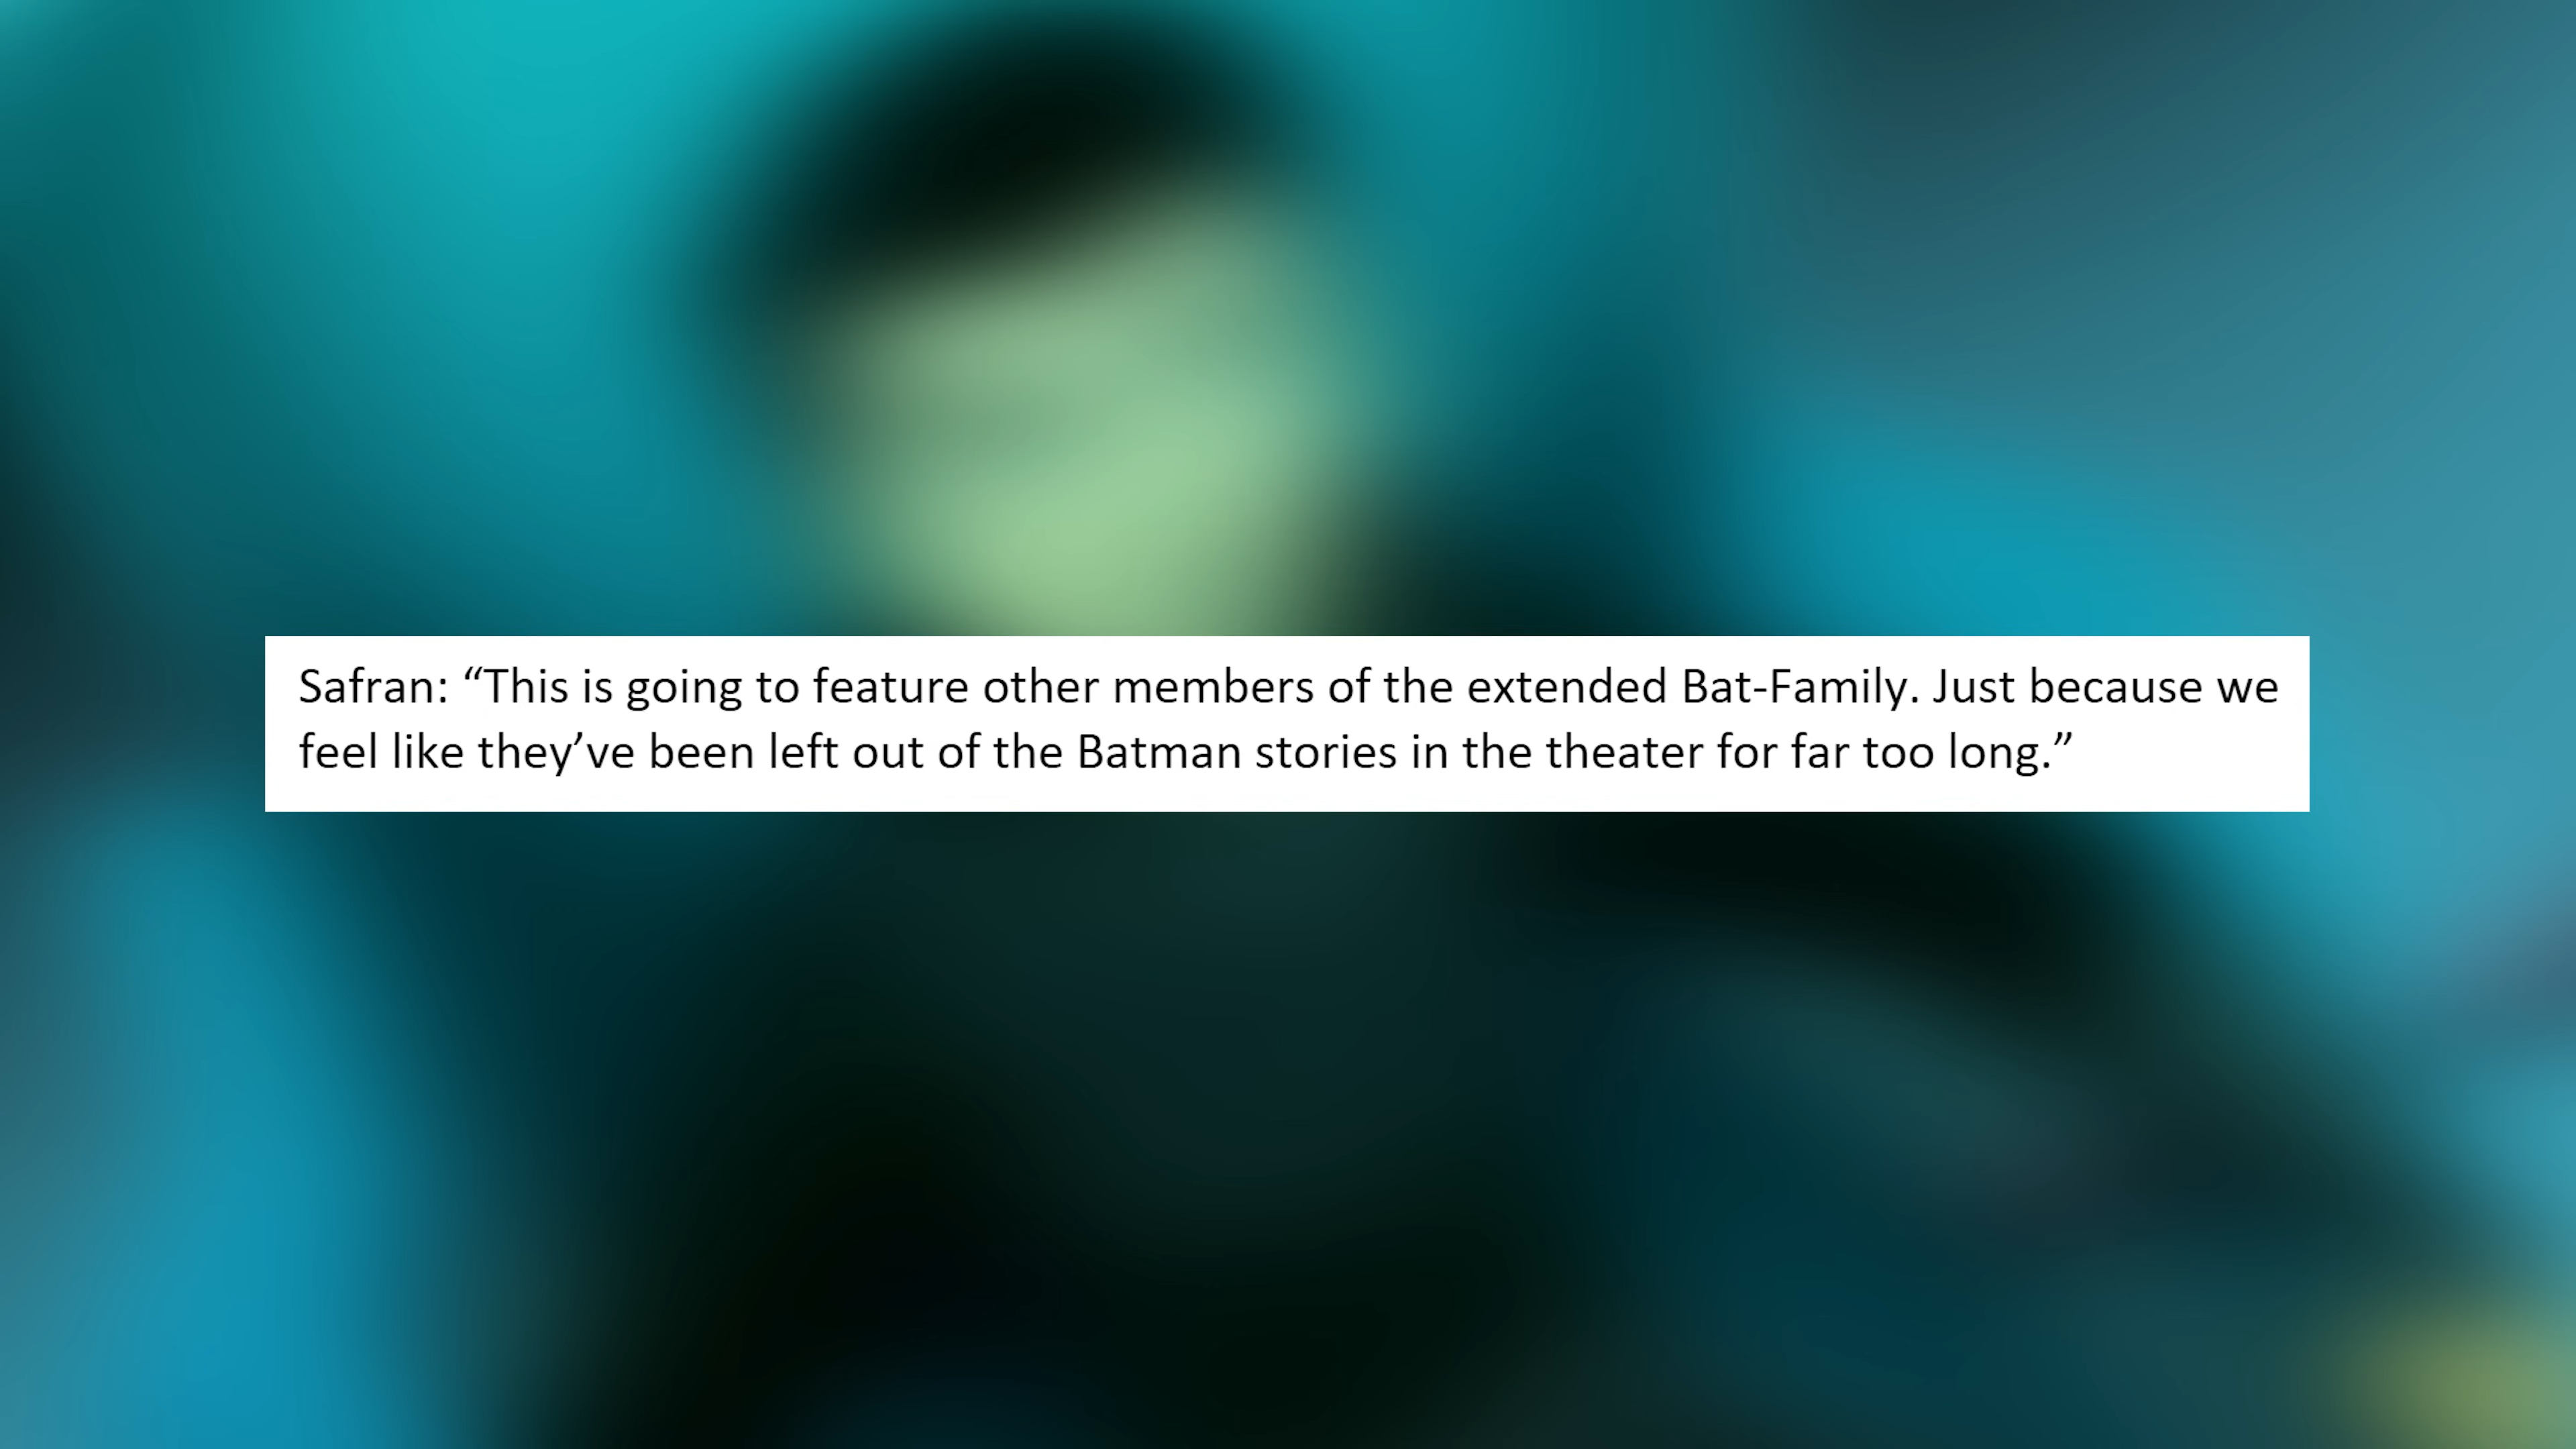 Safran: “This is going to feature other members of the extended Bat-Family. Just because we
feel like they’ve been left out of the Batman stories in the theater for far too long.”